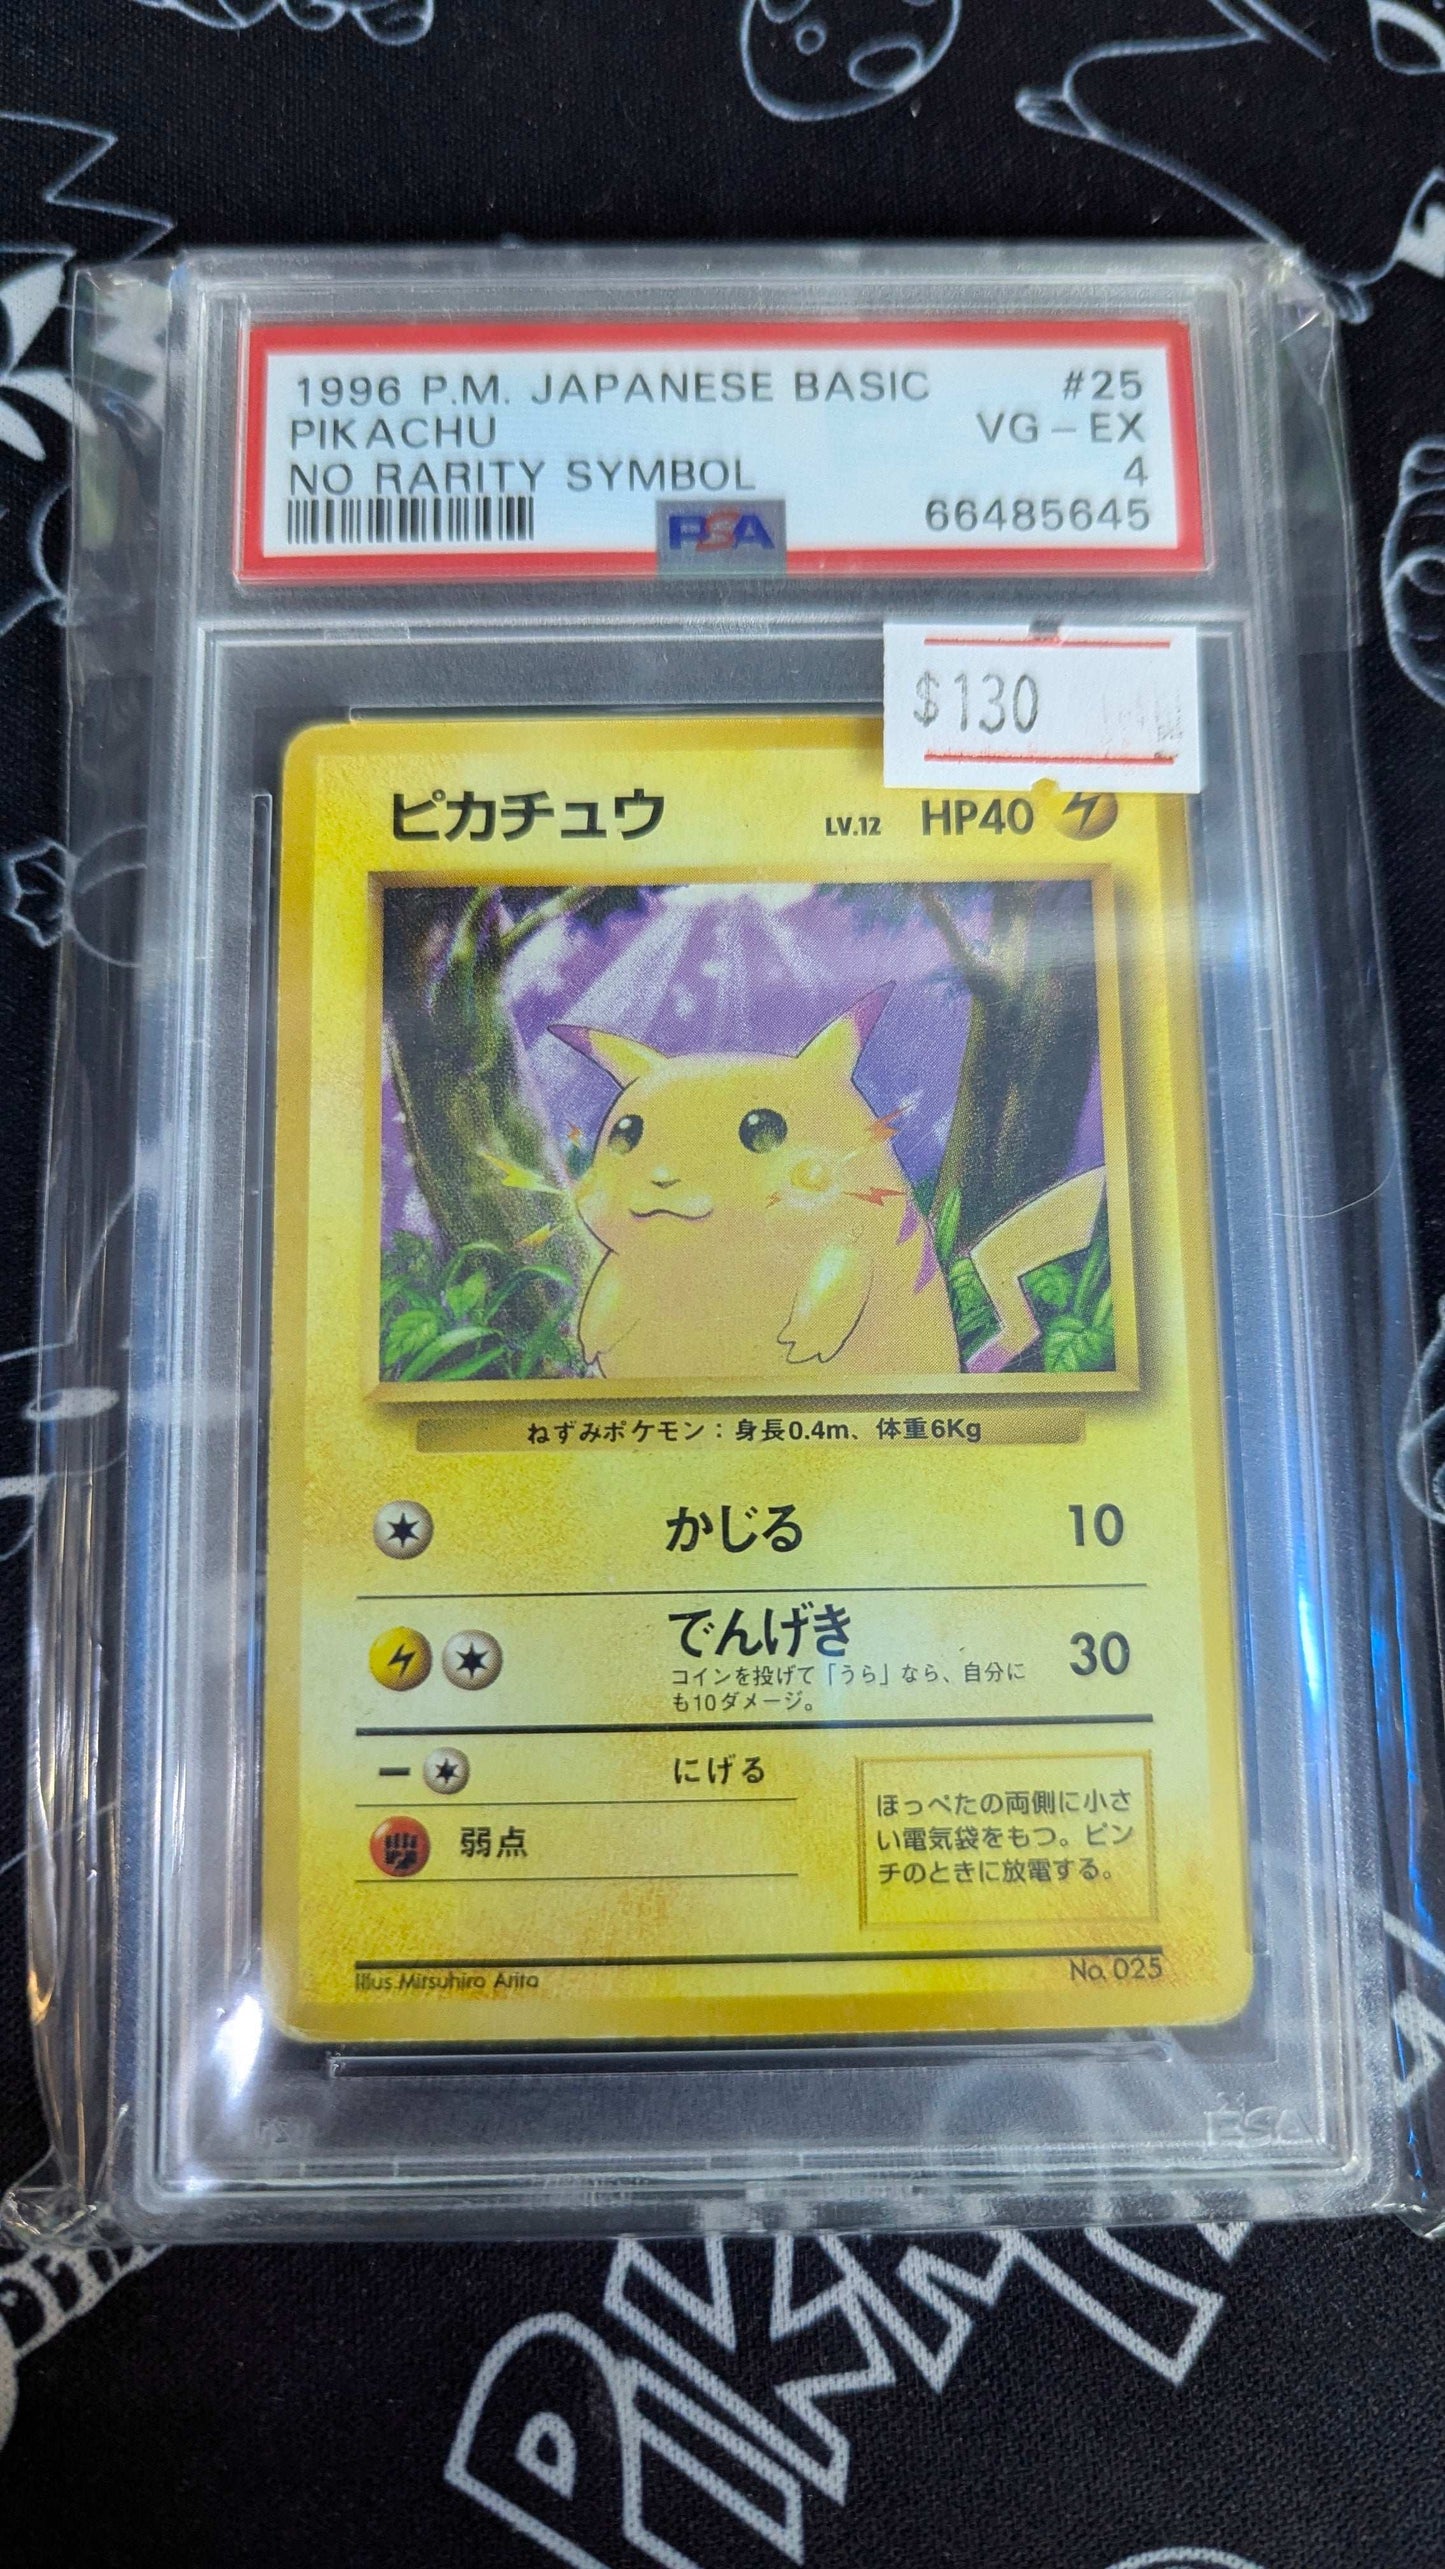 1996 P.M. JAPANESE BASIC #25
PIKACHU VG - EX
NO RARITY SYMBOL 4
PSA 66485645
$130
ピカチュウ LV.12 HP40
ねずみポケモン：身長0.4m、体重6Kg
かじる 10
でんげき 30
コインを投げて「うら」なら、自分に
も10ダメージ。
にげる
弱点
ほっぺたの両側に小さ
い電気袋をもつ。ピン
チのときに放電する。
Illus. Mitsuhiro Arita No. 025
PSA